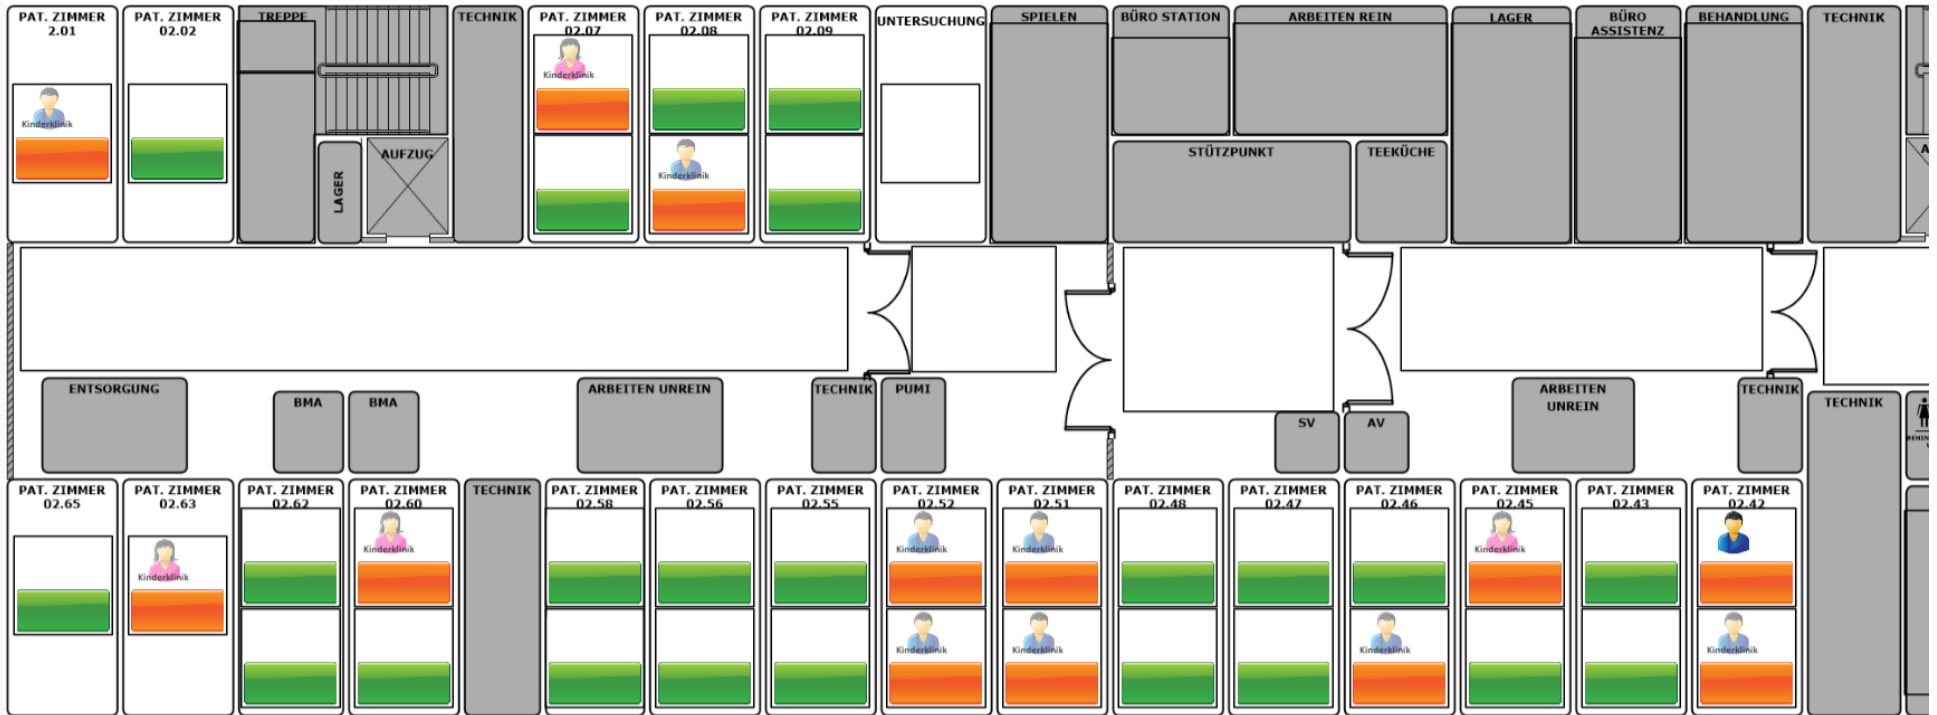 PAT. ZIMMER
2.01
Kinderklinik
PAT. ZIMMER
02.02
TREPPE
LAGER
AUFZUG
TECHNIK
PAT. ZIMMER
02.07
Kinderklinik
PAT. ZIMMER
02.08
Kinderklinik
PAT. ZIMMER
02.09
UNTERSUCHUNG
SPIELEN
BÜRO STATION
ARBEITEN REIN
STÜTZPUNKT
TEEKÜCHE
LAGER
BÜRO
ASSISTENZ
BEHANDLUNG
TECHNIK
A
ENTSORGUNG
BMA
BMA
ARBEITEN UNREIN
TECHNIK
PUMI
SV
AV
ARBEITEN
UNREIN
TECHNIK
TECHNIK
PAT. ZIMMER
02.65
PAT. ZIMMER
02.63
Kinderklinik
PAT. ZIMMER
02.62
PAT. ZIMMER
02.60
Kinderklinik
TECHNIK
PAT. ZIMMER
02.58
PAT. ZIMMER
02.56
PAT. ZIMMER
02.55
PAT. ZIMMER
02.52
Kinderklinik
Kinderklinik
PAT. ZIMMER
02.51
Kinderklinik
Kinderklinik
PAT. ZIMMER
02.48
PAT. ZIMMER
02.47
PAT. ZIMMER
02.46
Kinderklinik
PAT. ZIMMER
02.45
Kinderklinik
PAT. ZIMMER
02.43
PAT. ZIMMER
02.42
Kinderklinik